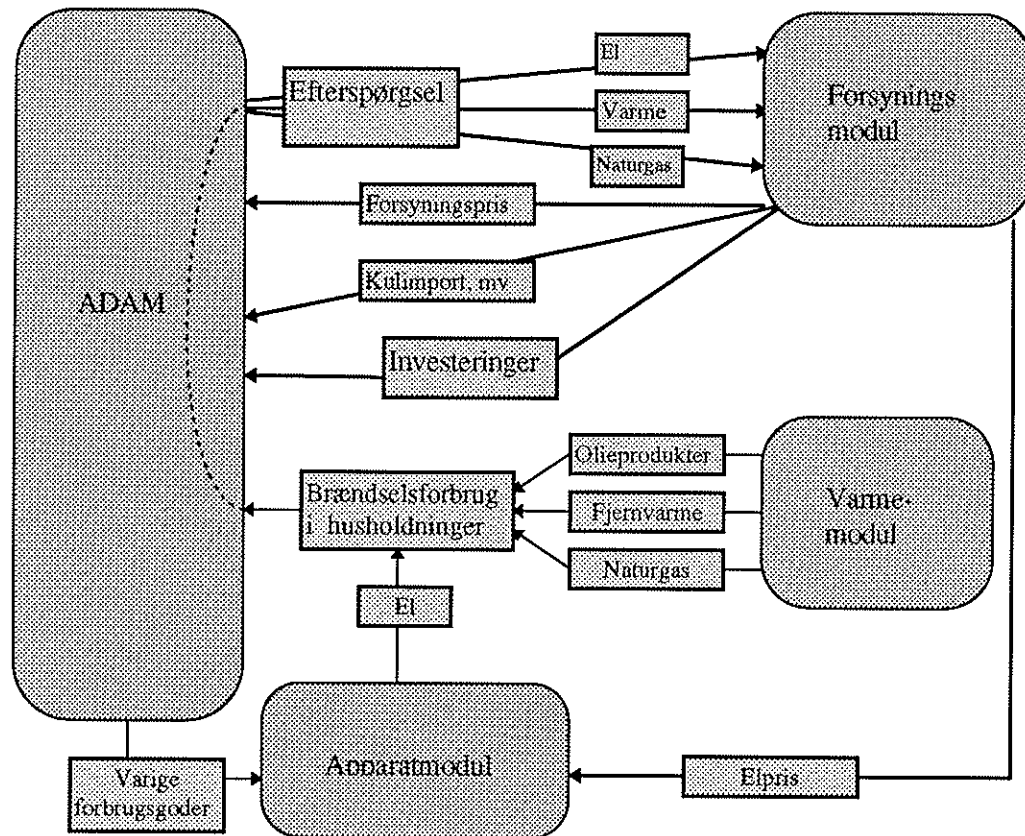 El
Efterspørgsel
Forsynings
modul
Varme
Naturgas
Forsyningspris
Kulimport, mv
ADAM
Investeringer
Olieprodukter
Brændselsforbrug
i husholdninger
Fjernvarme
Varme-
modul
Naturgas
El
Apparatmodul
Varige
forbrugsgoder
Elpris